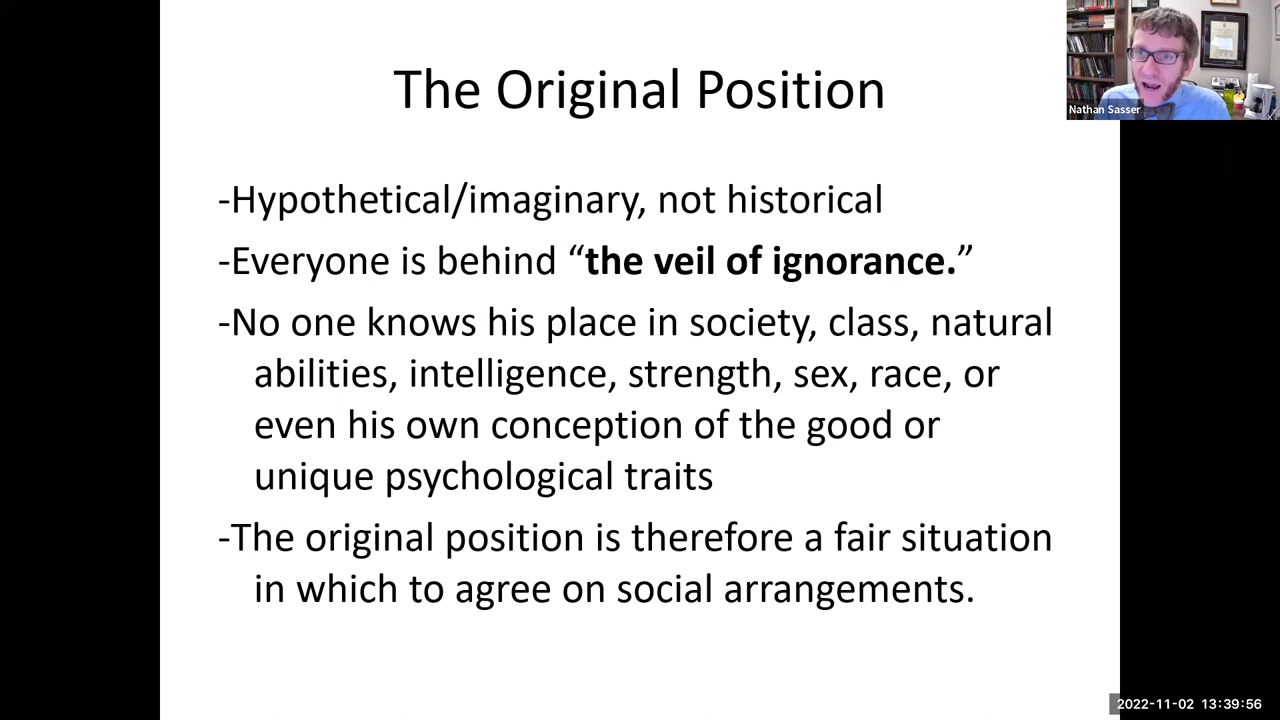 The Original Position
Nathan Sasser
-Hypothetical/imaginary, not historical
-Everyone is behind “the veil of ignorance.”
-No one knows his place in society, class, natural
abilities, intelligence, strength, sex, race, or
even his own conception of the good or
unique psychological traits
-The original position is therefore a fair situation
in which to agree on social arrangements.
2022-11-02 13:39:56